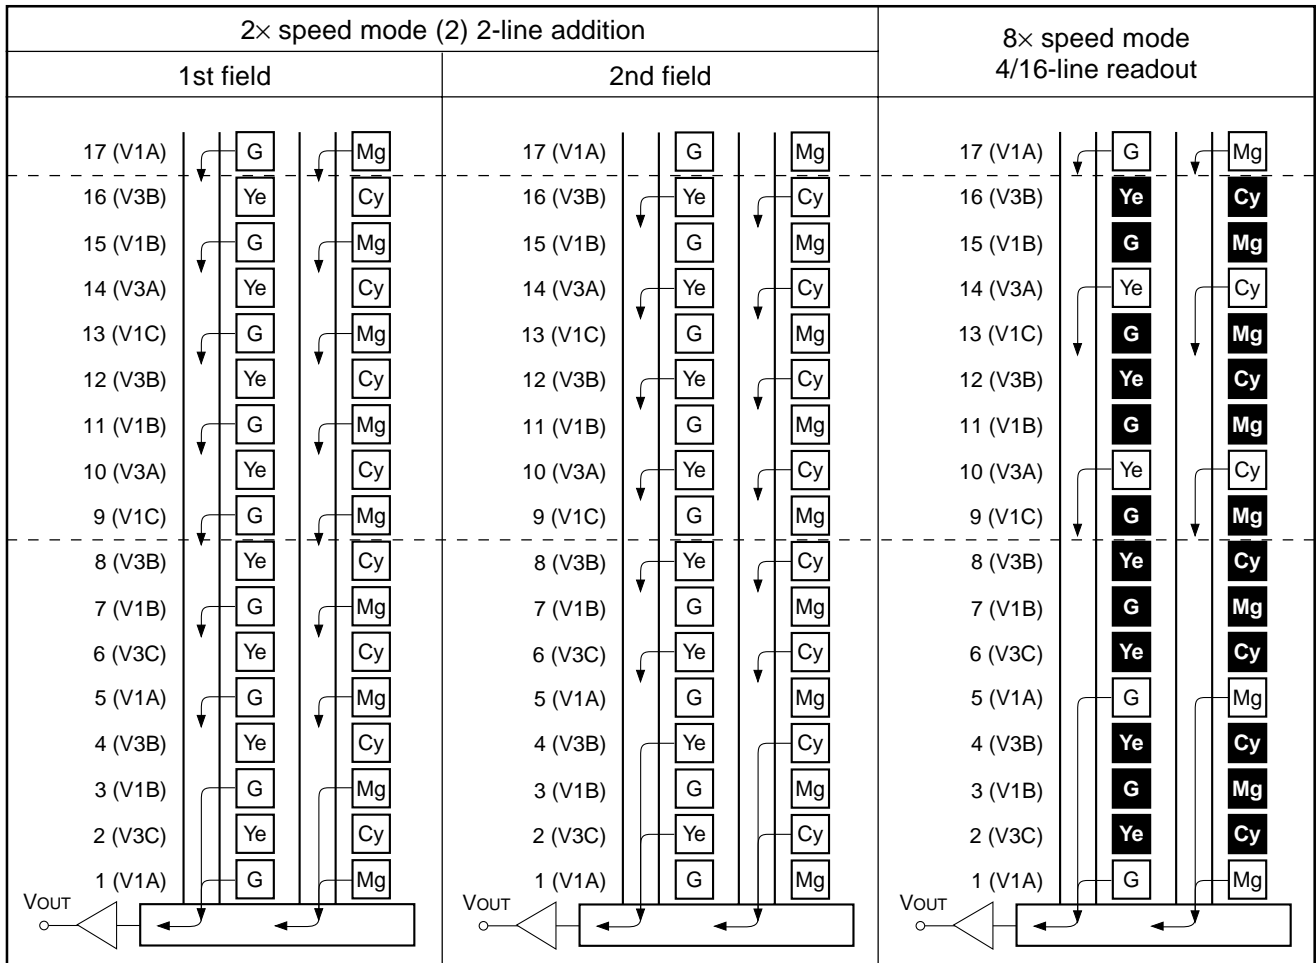 2× speed mode (2) 2-line addition
8× speed mode
4/16-line readout
1st field
2nd field
17 (V1A) G Mg 17 (V1A) G Mg 17 (V1A) G Mg
16 (V3B) Ye Cy 16 (V3B) Ye Cy 16 (V3B) Ye Cy
15 (V1B) G Mg 15 (V1B) G Mg 15 (V1B) G Mg
14 (V3A) Ye Cy 14 (V3A) Ye Cy 14 (V3A) Ye Cy
13 (V1C) G Mg 13 (V1C) G Mg 13 (V1C) G Mg
12 (V3B) Ye Cy 12 (V3B) Ye Cy 12 (V3B) Ye Cy
11 (V1B) G Mg 11 (V1B) G Mg 11 (V1B) G Mg
10 (V3A) Ye Cy 10 (V3A) Ye Cy 10 (V3A) Ye Cy
9 (V1C) G Mg 9 (V1C) G Mg 9 (V1C) G Mg
8 (V3B) Ye Cy 8 (V3B) Ye Cy 8 (V3B) Ye Cy
7 (V1B) G Mg 7 (V1B) G Mg 7 (V1B) G Mg
6 (V3C) Ye Cy 6 (V3C) Ye Cy 6 (V3C) Ye Cy
5 (V1A) G Mg 5 (V1A) G Mg 5 (V1A) G Mg
4 (V3B) Ye Cy 4 (V3B) Ye Cy 4 (V3B) Ye Cy
3 (V1B) G Mg 3 (V1B) G Mg 3 (V1B) G Mg
2 (V3C) Ye Cy 2 (V3C) Ye Cy 2 (V3C) Ye Cy
1 (V1A) G Mg 1 (V1A) G Mg 1 (V1A) G Mg
VOUT VOUT VOUT